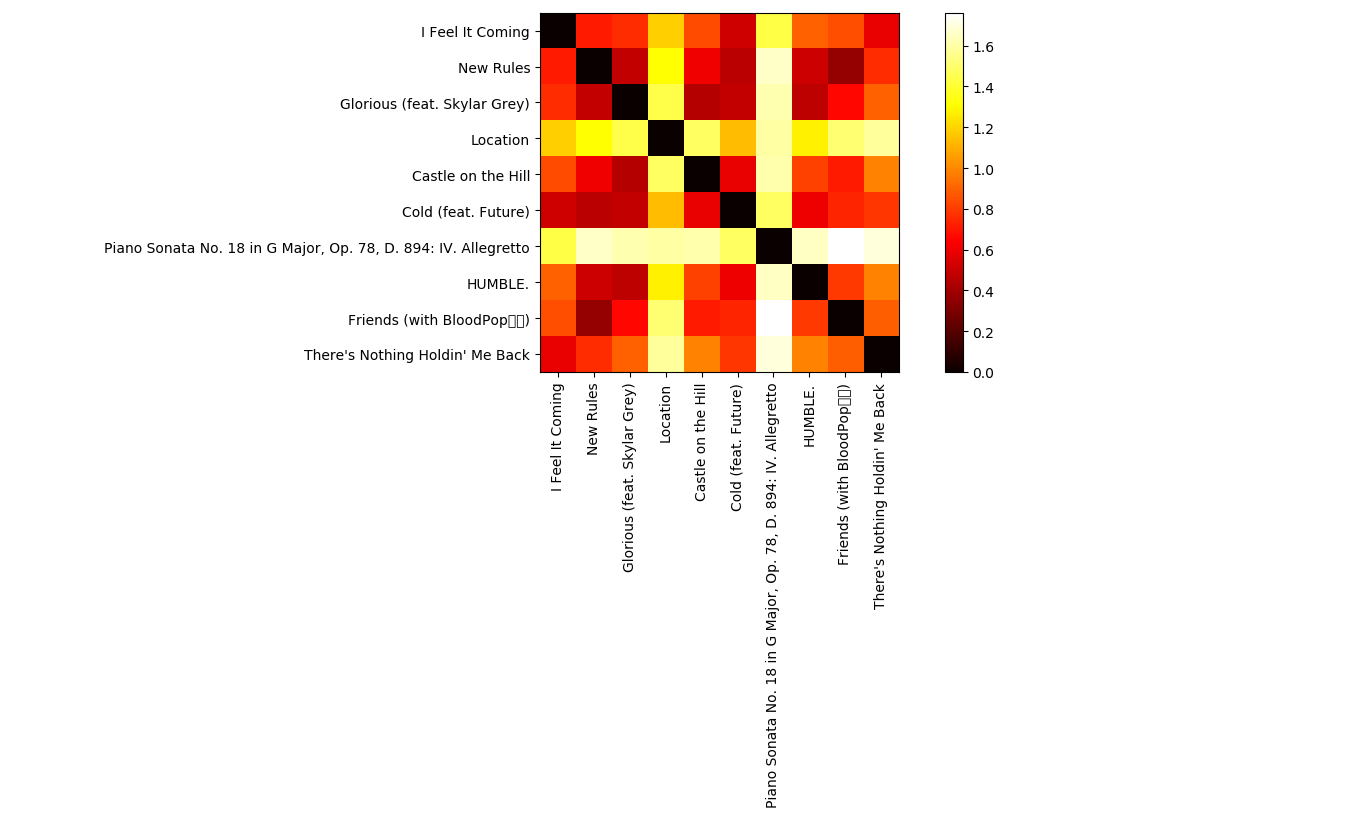 I Feel It Coming
New Rules
Glorious (feat. Skylar Grey)
Location
Castle on the Hill
Cold (feat. Future)
Piano Sonata No. 18 in G Major, Op. 78, D. 894: IV. Allegretto
HUMBLE.
Friends (with BloodPop▯▯)
There's Nothing Holdin' Me Back
I Feel It Coming
New Rules
Glorious (feat. Skylar Grey)
Location
Castle on the Hill
Cold (feat. Future)
Piano Sonata No. 18 in G Major, Op. 78, D. 894: IV. Allegretto
HUMBLE.
Friends (with BloodPop▯▯)
There's Nothing Holdin' Me Back
1.6
1.4
1.2
1.0
0.8
0.6
0.4
0.2
0.0